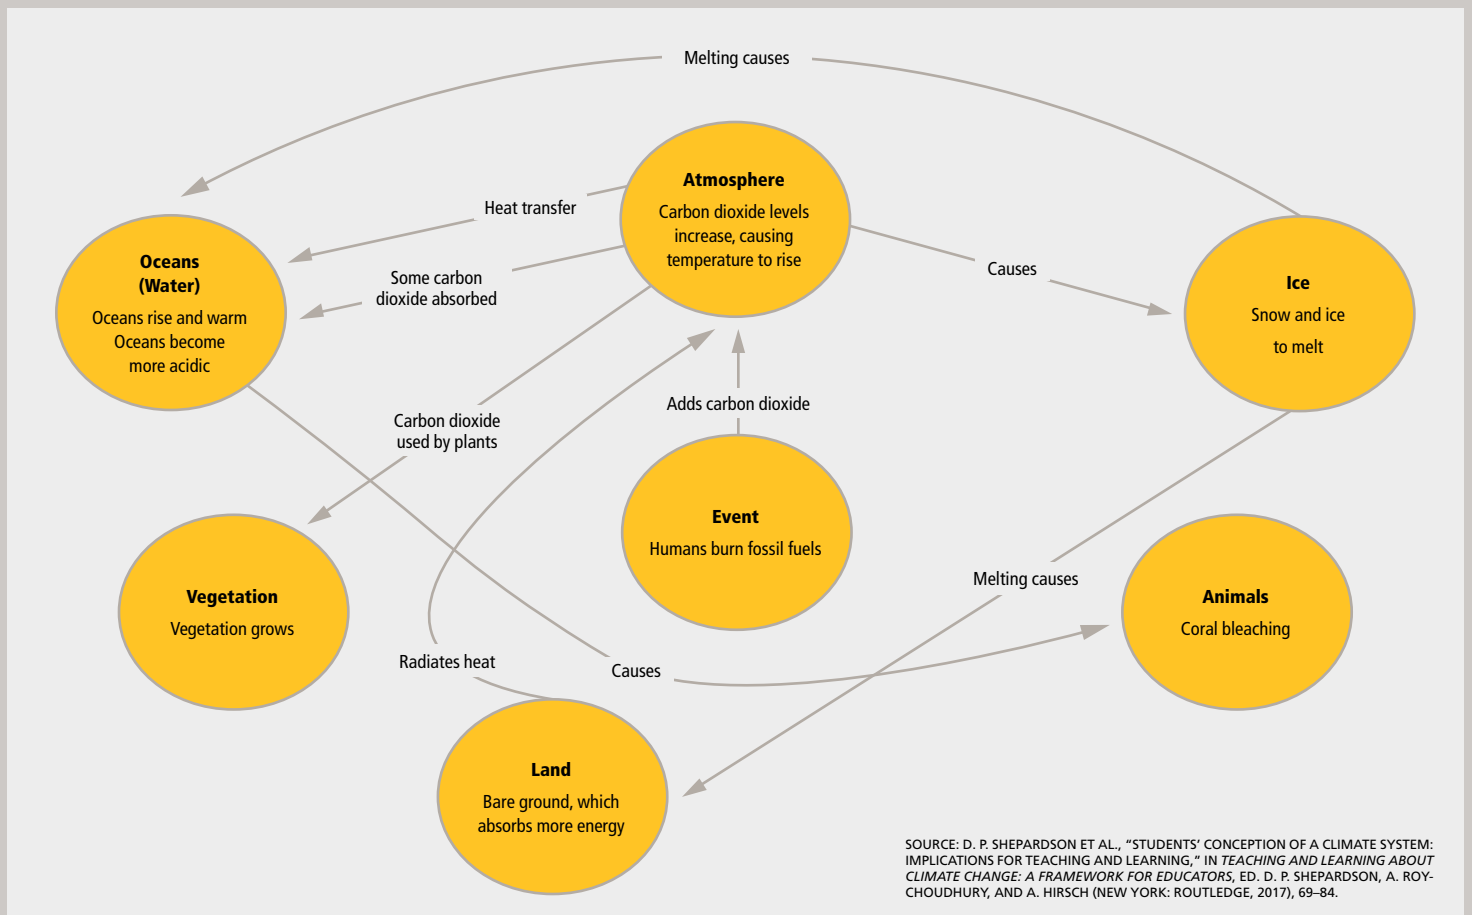 Melting causes
Atmosphere
Carbon dioxide levels
increase, causing
temperature to rise
Heat transfer
Some carbon
dioxide absorbed
Causes
Oceans
(Water)
Oceans rise and warm
Oceans become
more acidic
Ice
Snow and ice
to melt
Carbon dioxide
used by plants
Adds carbon dioxide
Event
Humans burn fossil fuels
Melting causes
Vegetation
Vegetation grows
Animals
Coral bleaching
Radiates heat
Causes
Land
Bare ground, which
absorbs more energy
SOURCE: D. P. SHEPARDSON ET AL., “STUDENTS’ CONCEPTION OF A CLIMATE SYSTEM:
IMPLICATIONS FOR TEACHING AND LEARNING,” IN TEACHING AND LEARNING ABOUT
CLIMATE CHANGE: A FRAMEWORK FOR EDUCATORS, ED. D. P. SHEPARDSON, A. ROY-
CHOUDHURY, AND A. HIRSCH (NEW YORK: ROUTLEDGE, 2017), 69–84.